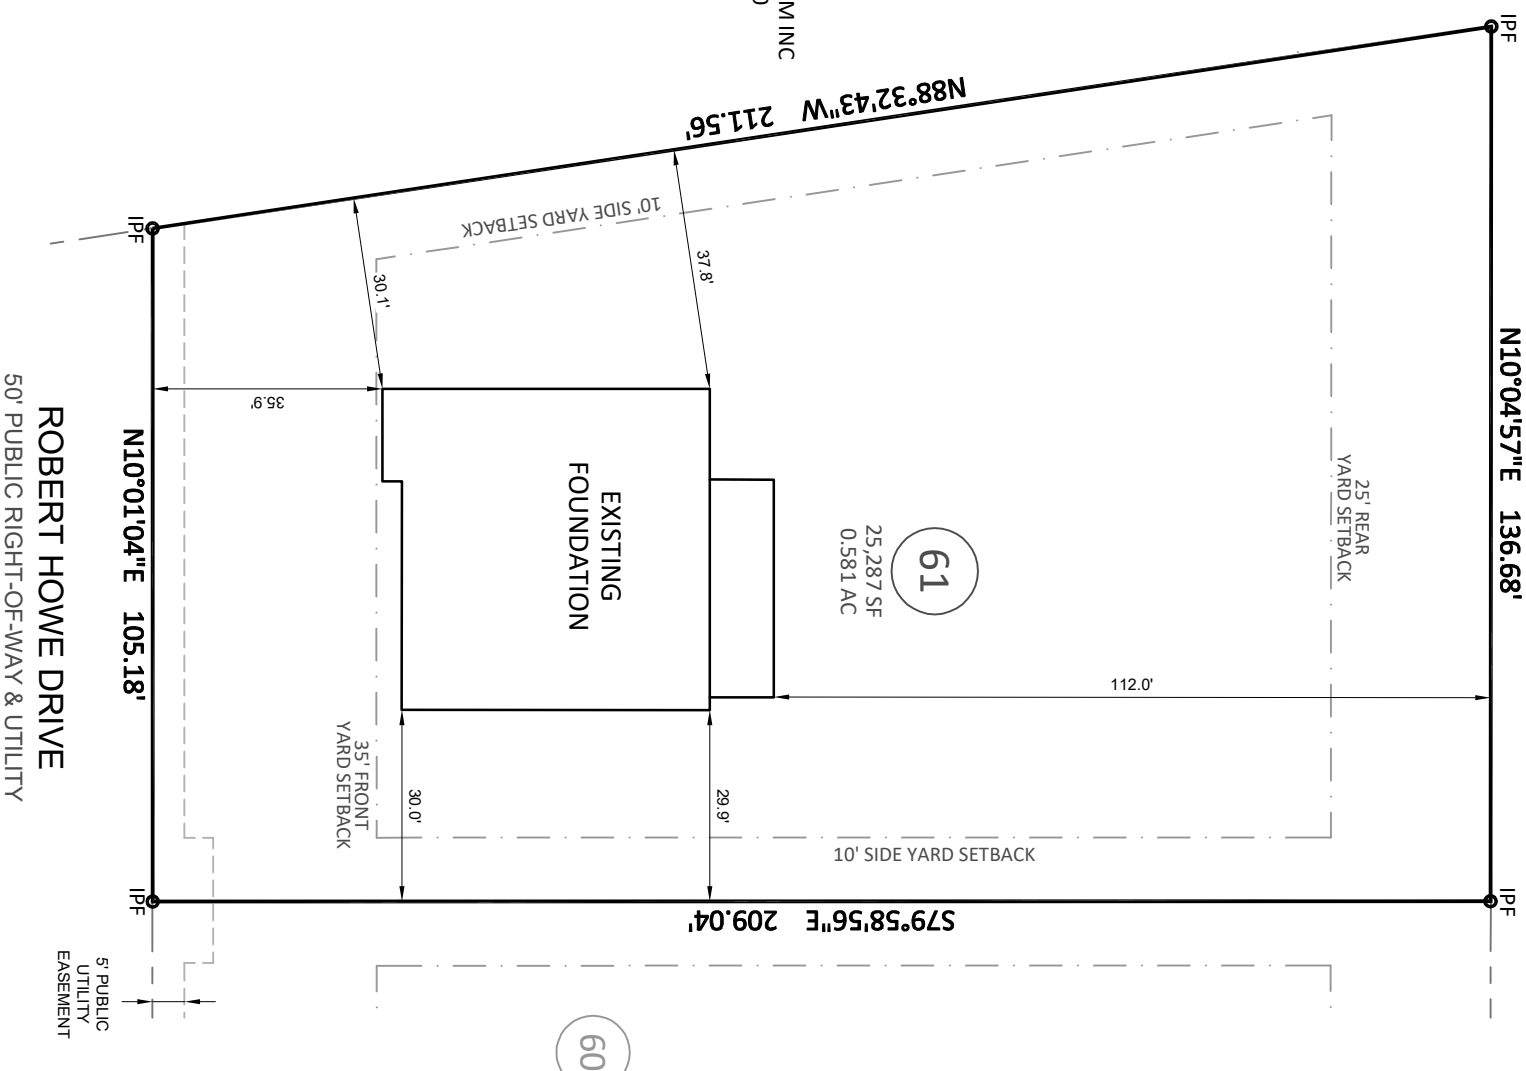 M INC
0
IPF
N88°32'43"W 211.56'
10' SIDE YARD SETBACK
37.8'
30.1'
IPF
N10°04'57"E 136.68'
25' REAR
YARD SETBACK
61
25,287 SF
0.581 AC
EXISTING
FOUNDATION
35.9'
112.0'
N10°01'04"E 105.18'
ROBERT HOWE DRIVE
50' PUBLIC RIGHT-OF-WAY & UTILITY
35' FRONT
YARD SETBACK
30.0'
29.9'
10' SIDE YARD SETBACK
IPF
IPF
S79°58'56"E 209.04'
5' PUBLIC
UTILITY
EASEMENT
60